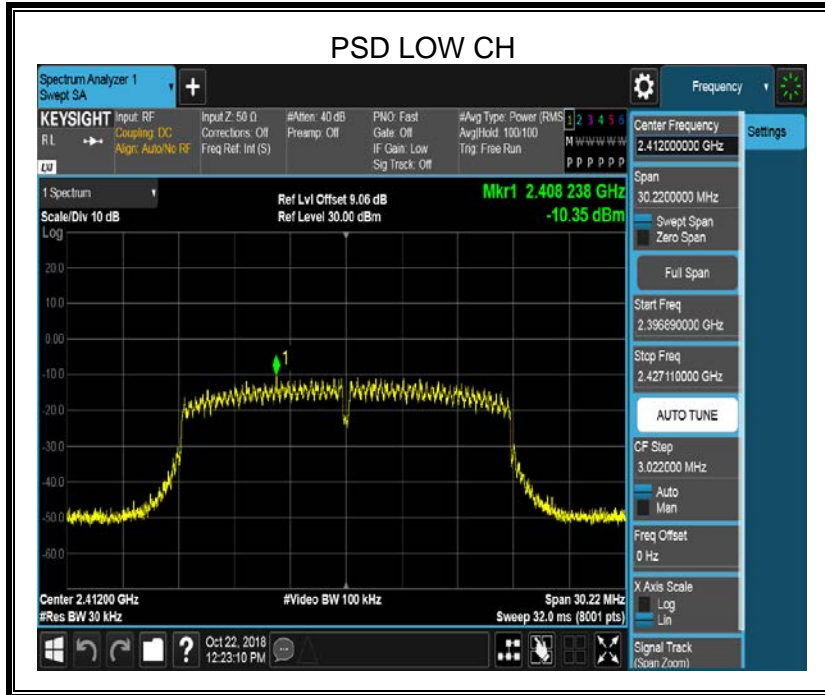 PSD LOW CH
Spectrum Analyzer 1
Swept SA
+
Frequency
KEYSIGHT
RL
LXI
Input: RF
Coupling: DC
Align: Auto/No RF
Input Z: 50 Ω
Corrections: Off
Freq Ref: Int (S)
#Atten: 40 dB
Preamp: Off
PNO: Fast
Gate: Off
IF Gain: Low
Sig Track: Off
#Avg Type: Power (RMS
Avg|Hold: 100/100
Trig: Free Run
1 2 3 4 5 6
M W W W W W
P P P P P P
Center Frequency
2.412000000 GHz
Settings
1 Spectrum
Scale/Div 10 dB
Log
Ref Lvl Offset 9.06 dB
Ref Level 30.00 dBm
Mkr1 2.408 238 GHz
-10.35 dBm
Span
30.2200000 MHz
Swept Span
Zero Span
Full Span
Start Freq
2.396890000 GHz
Stop Freq
2.427110000 GHz
AUTO TUNE
CF Step
3.022000 MHz
Auto
Man
Freq Offset
0 Hz
X Axis Scale
Log
Lin
Signal Track
(Span Zoom)
20.0
10.0
0.00
-10.0
-20.0
-30.0
-40.0
-50.0
-60.0
1
Center 2.41200 GHz
#Res BW 30 kHz
#Video BW 100 kHz
Span 30.22 MHz
Sweep 32.0 ms (8001 pts)
?
Oct 22, 2018
12:23:10 PM